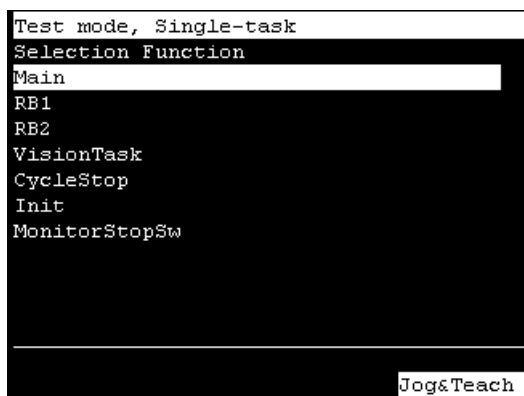 Test mode, Single-task
Selection Function
Main
RB1
RB2
VisionTask
CycleStop
Init
MonitorStopSw
Jog&Teach